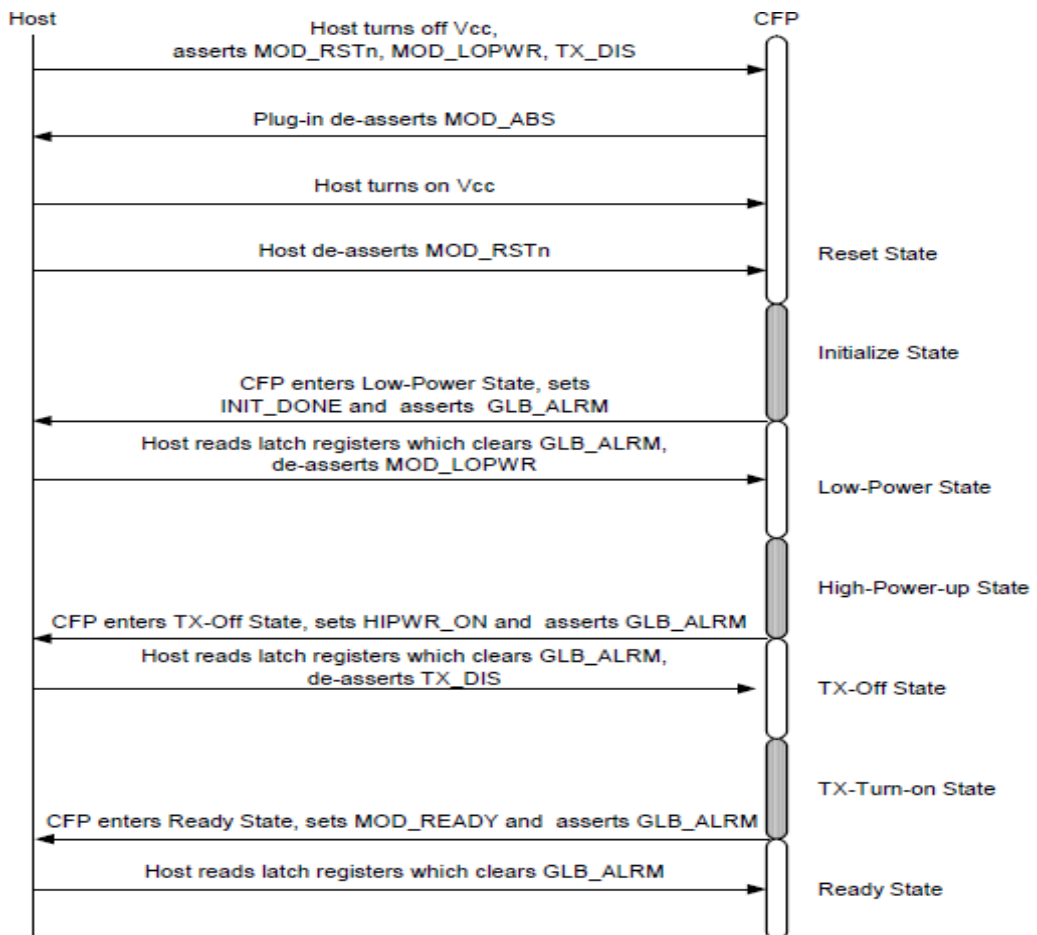 Host
CFP
Host turns off Vcc,
asserts MOD_RSTn, MOD_LOPWR, TX_DIS
Plug-in de-asserts MOD_ABS
Host turns on Vcc
Host de-asserts MOD_RSTn
Reset State
Initialize State
CFP enters Low-Power State, sets
INIT_DONE and asserts GLB_ALRM
Host reads latch registers which clears GLB_ALRM,
de-asserts MOD_LOPWR
Low-Power State
High-Power-up State
CFP enters TX-Off State, sets HIPWR_ON and asserts GLB_ALRM
Host reads latch registers which clears GLB_ALRM,
de-asserts TX_DIS
TX-Off State
TX-Turn-on State
CFP enters Ready State, sets MOD_READY and asserts GLB_ALRM
Host reads latch registers which clears GLB_ALRM
Ready State